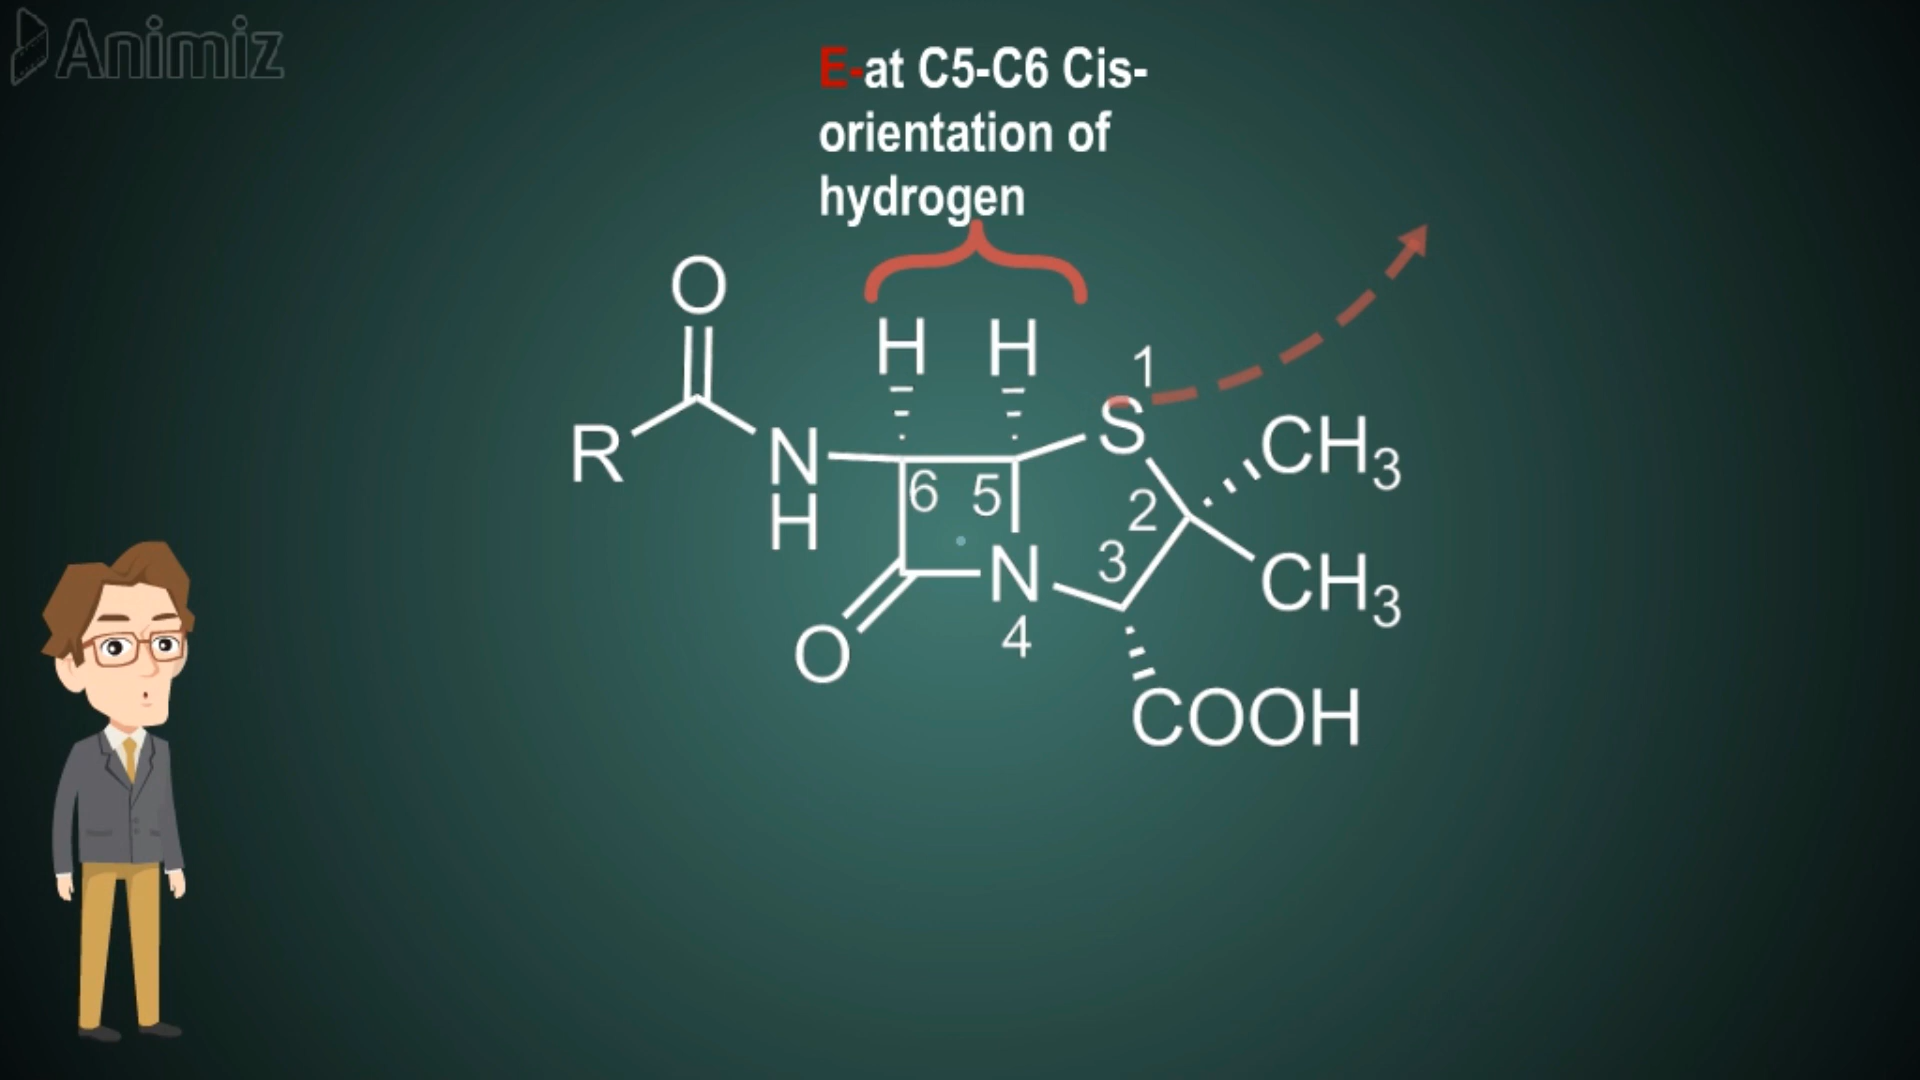 Animiz
E-at C5-C6 Cis-
orientation of
hydrogen
O
H H
1
S
CH3
R
N
H
6 5
2
3
CH3
N
4
O
COOH